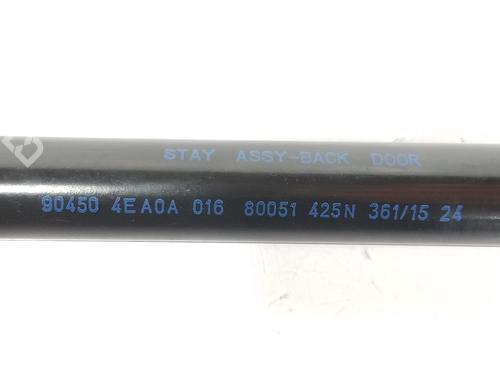 STAY ASSY-BACK DOOR
90450 4EA0A 016 80051 425N 361/15 24